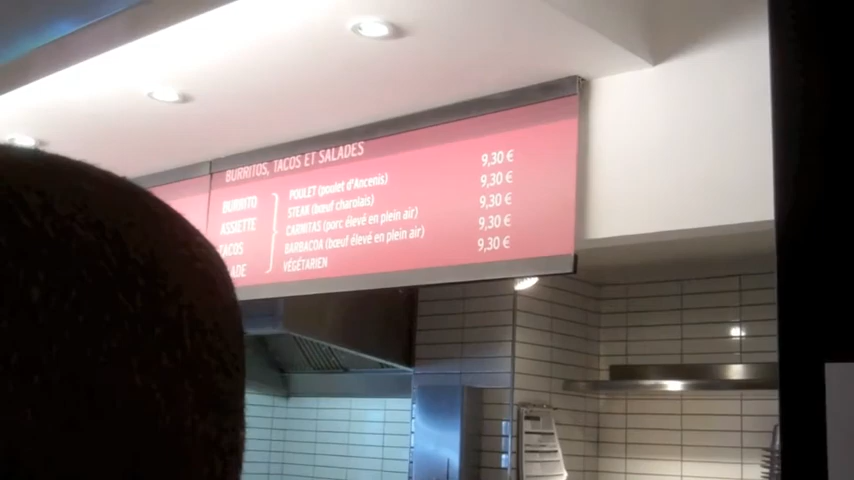 BURRITOS, TACOS ET SALADES
BURRITO
ASSIETTE
TACOS
LADE
POULET (poulet d'Ancenis) 9,30 €
STEAK (bœuf charolais) 9,30 €
CARNITAS (porc élevé en plein air) 9,30 €
BARBACOA (bœuf élevé en plein air) 9,30 €
VÉGÉTARIEN 9,30 €